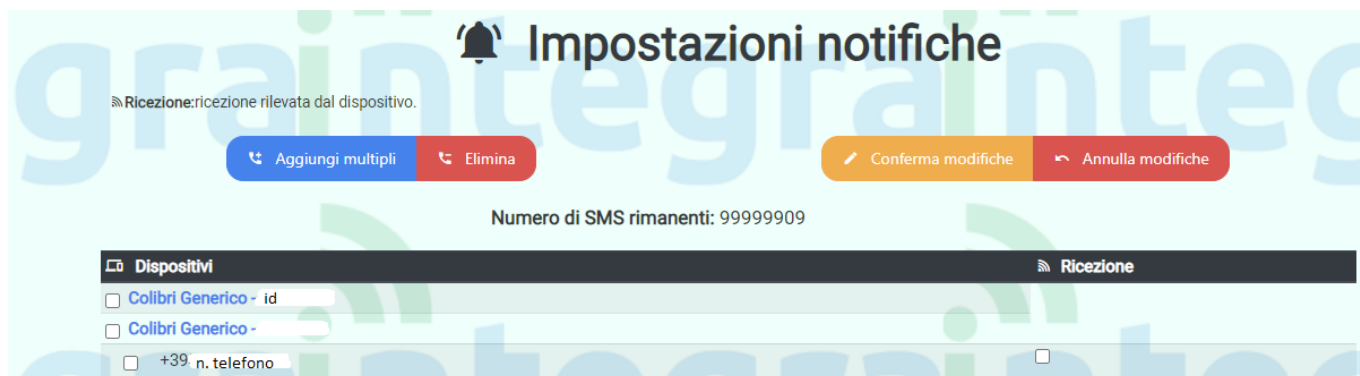 Impostazioni notifiche
Ricezione:ricezione rilevata dal dispositivo.
Aggiungi multipli Elimina Conferma modifiche Annulla modifiche
Numero di SMS rimanenti: 99999909
Dispositivi Ricezione
Colibri Generico - id
Colibri Generico -
+39 n. telefono